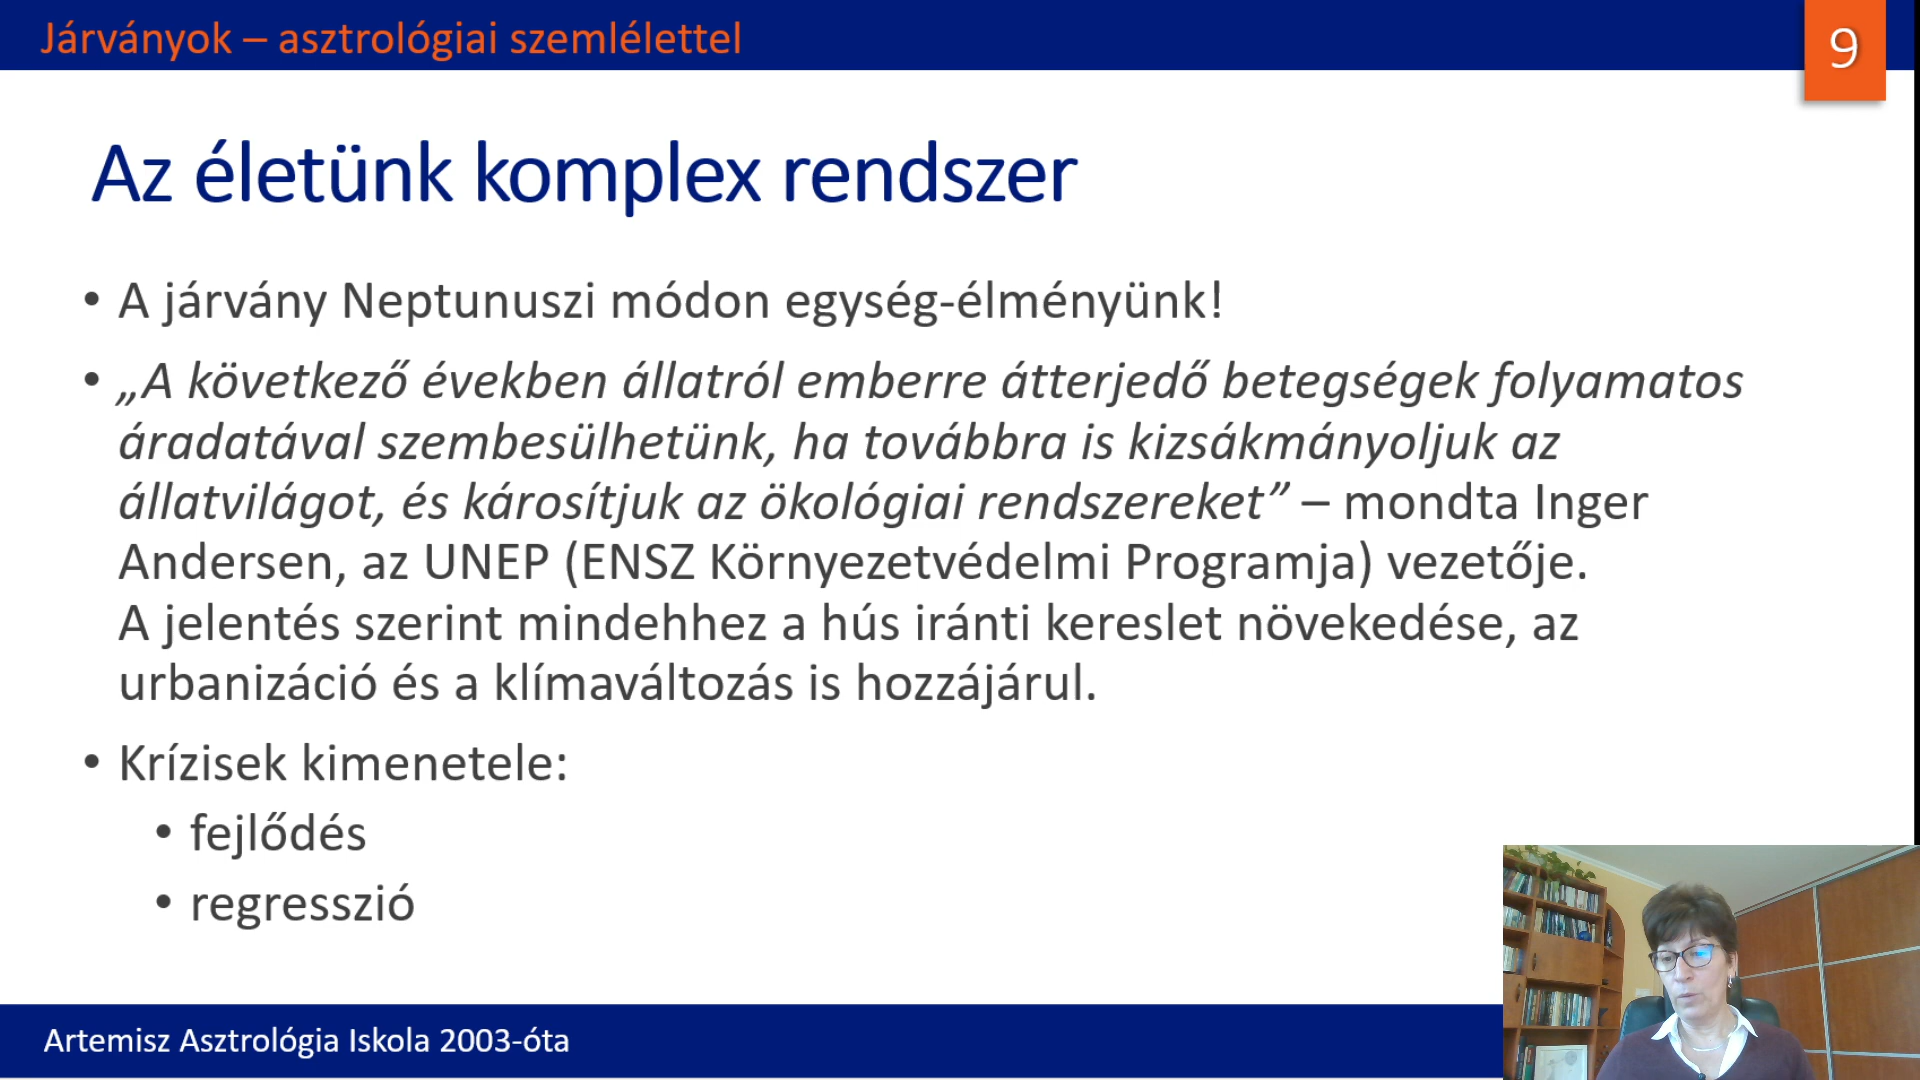 Járványok – asztrológiai szemlélettel
9
Az életünk komplex rendszer
• A járvány Neptunuszi módon egység-élményünk!
• „A következő években állatról emberre átterjedő betegségek folyamatos
áradatával szembesülhetünk, ha továbbra is kizsákmányoljuk az
állatvilágot, és károsítjuk az ökológiai rendszereket” – mondta Inger
Andersen, az UNEP (ENSZ Környezetvédelmi Programja) vezetője.
A jelentés szerint mindehhez a hús iránti kereslet növekedése, az
urbanizáció és a klímaváltozás is hozzájárul.
• Krízisek kimenetele:
• fejlődés
• regresszió
Artemisz Asztrológia Iskola 2003-óta